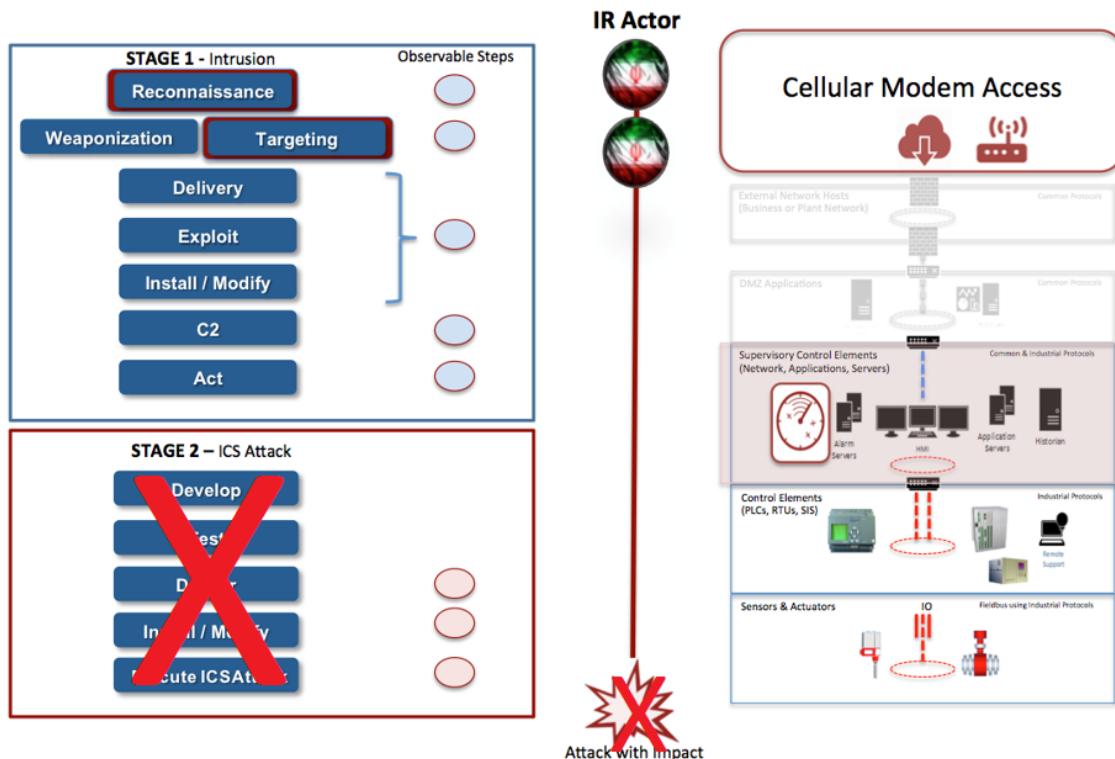 IR Actor
STAGE 1 - Intrusion
Observable Steps
Reconnaissance
Weaponization
Targeting
Delivery
Exploit
Install / Modify
C2
Act
STAGE 2 – ICS Attack
Develop
Install / Modify
ICSAttack
Attack with Impact
Cellular Modem Access
External Network Hosts
(Business or Plant Network)
Common Protocols
DMZ Applications
Common Protocols
Supervisory Control Elements
(Network, Applications, Servers)
Common & Industrial Protocols
Alarm
Servers
HMI
Application
Servers
Historian
Control Elements
(PLCs, RTUs, SIS)
Industrial Protocols
Remote
Support
Sensors & Actuators
IO
Fieldbus using Industrial Protocols